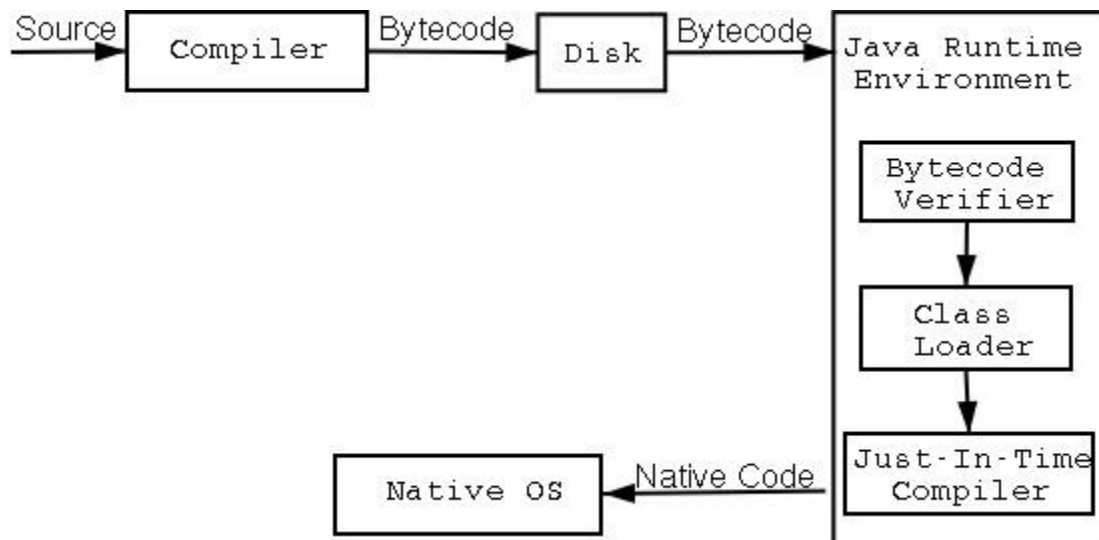 Source
Compiler
Bytecode
Disk
Bytecode
Java Runtime
Environment
Bytecode
Verifier
Class
Loader
Just-In-Time
Compiler
Native Code
Native OS